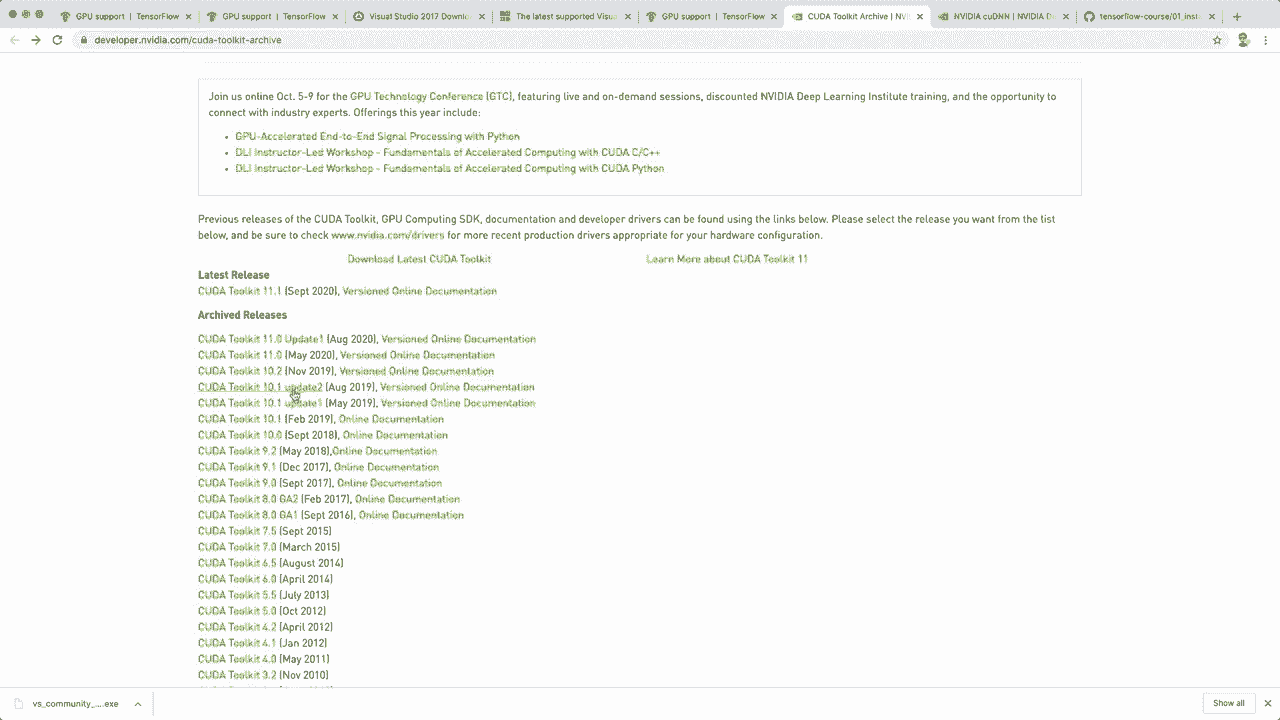 GPU support | TensorFlow
GPU support | TensorFlow
Visual Studio 2017 Downlo
The latest supported Visua
GPU support | TensorFlow
CUDA Toolkit Archive | NVI
NVIDIA cuDNN | NVIDIA De
tensorflow-course/01_inst
developer.nvidia.com/cuda-toolkit-archive
Join us online Oct. 5-9 for the GPU Technology Conference (GTC), featuring live and on-demand sessions, discounted NVIDIA Deep Learning Institute training, and the opportunity
to connect with industry experts. Offerings this year include:
GPU-Accelerated End-to-End Signal Processing with Python
DLI Instructor-Led Workshop - Fundamentals of Accelerated Computing with CUDA C/C++
DLI Instructor-Led Workshop - Fundamentals of Accelerated Computing with CUDA Python
Previous releases of the CUDA Toolkit, GPU Computing SDK, documentation and developer drivers can be found using the links below. Please select the release you want from the list
below, and be sure to check www.nvidia.com/drivers for more recent production drivers appropriate for your hardware configuration.
Download Latest CUDA Toolkit
Learn More about CUDA Toolkit 11
Latest Release
CUDA Toolkit 11.1 (Sept 2020), Versioned Online Documentation
Archived Releases
CUDA Toolkit 11.0 Update1 (Aug 2020), Versioned Online Documentation
CUDA Toolkit 11.0 (May 2020), Versioned Online Documentation
CUDA Toolkit 10.2 (Nov 2019), Versioned Online Documentation
CUDA Toolkit 10.1 update2 (Aug 2019), Versioned Online Documentation
CUDA Toolkit 10.1 update1 (May 2019), Versioned Online Documentation
CUDA Toolkit 10.1 (Feb 2019), Online Documentation
CUDA Toolkit 10.0 (Sept 2018), Online Documentation
CUDA Toolkit 9.2 (May 2018),Online Documentation
CUDA Toolkit 9.1 (Dec 2017), Online Documentation
CUDA Toolkit 9.0 (Sept 2017), Online Documentation
CUDA Toolkit 8.0 GA2 (Feb 2017), Online Documentation
CUDA Toolkit 8.0 GA1 (Sept 2016), Online Documentation
CUDA Toolkit 7.5 (Sept 2015)
CUDA Toolkit 7.0 (March 2015)
CUDA Toolkit 6.5 (August 2014)
CUDA Toolkit 6.0 (April 2014)
CUDA Toolkit 5.5 (July 2013)
CUDA Toolkit 5.0 (Oct 2012)
CUDA Toolkit 4.2 (April 2012)
CUDA Toolkit 4.1 (Jan 2012)
CUDA Toolkit 4.0 (May 2011)
CUDA Toolkit 3.2 (Nov 2010)
vs_community_....exe
Show all